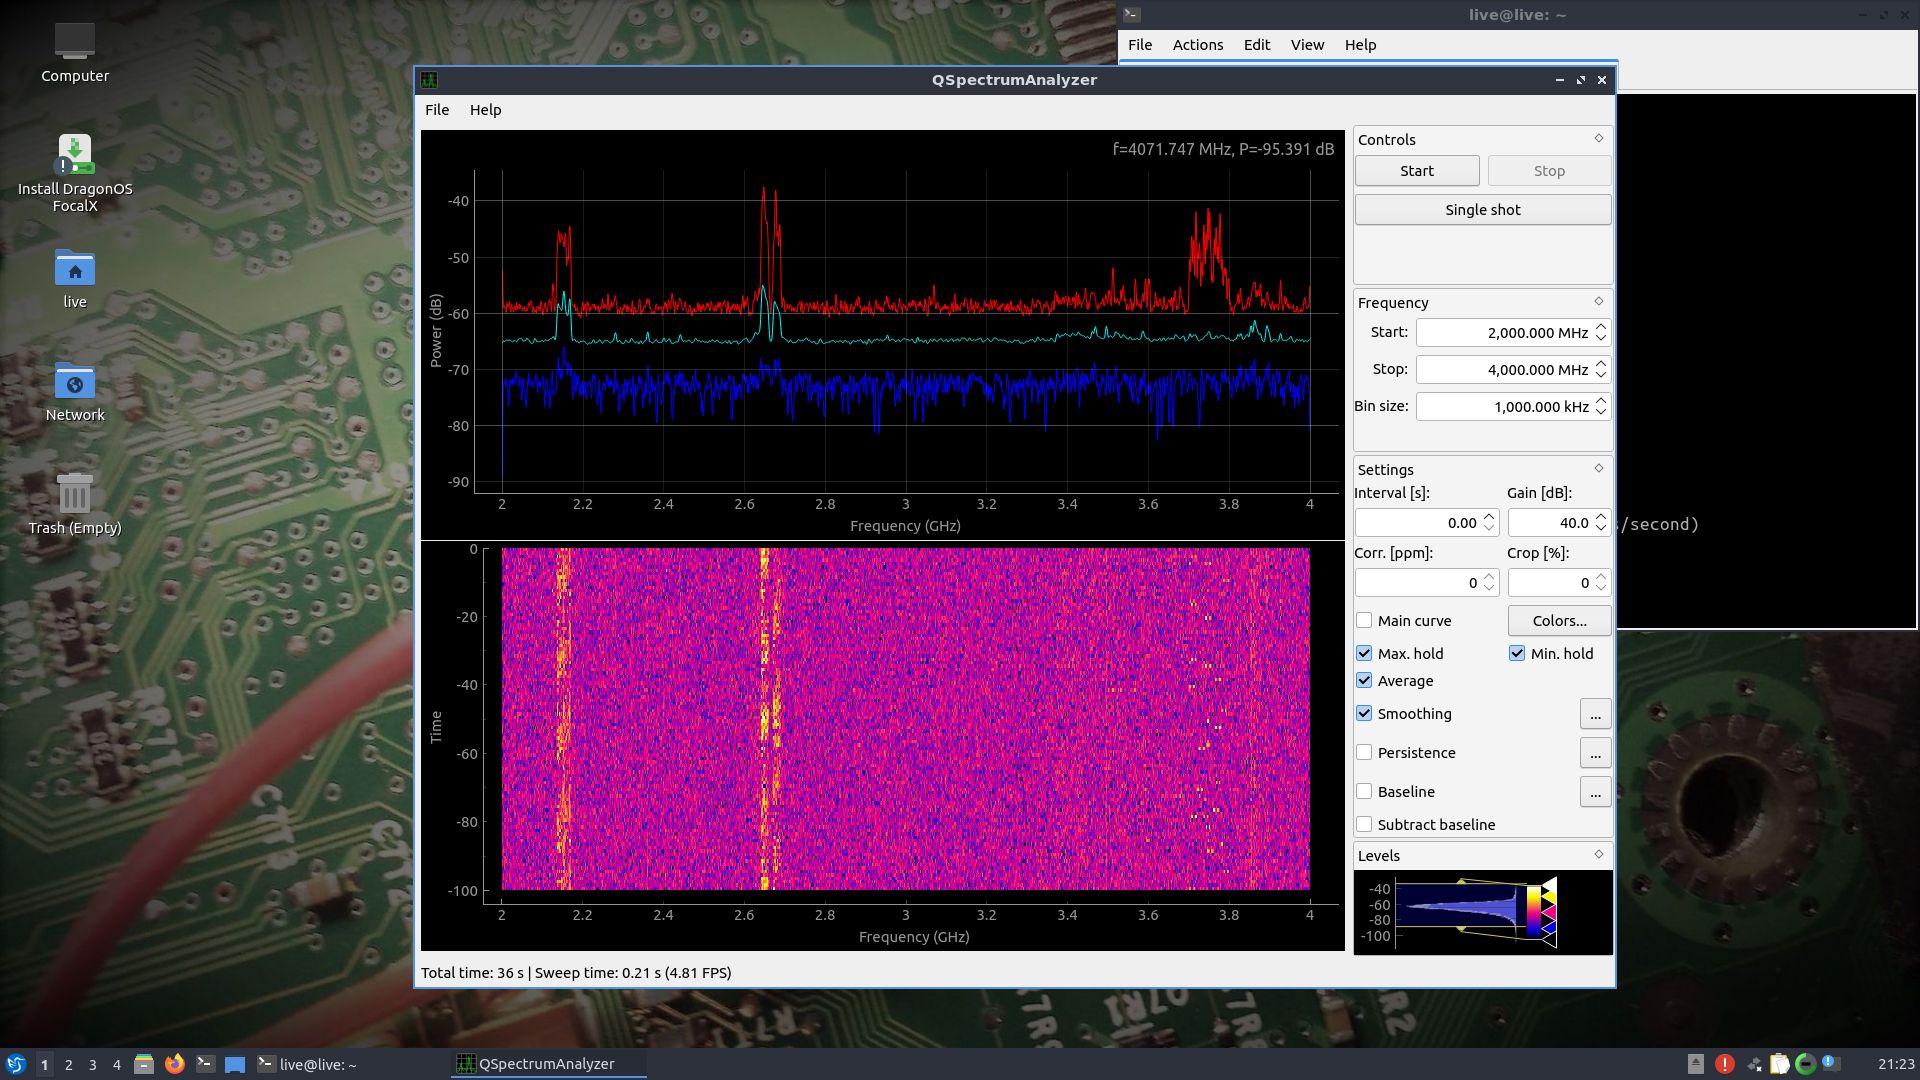 Computer
Install DragonOS
FocalX
live
Network
Trash (Empty)
live@live: ~
File Actions Edit View Help
QSpectrumAnalyzer
File Help
f=4071.747 MHz, P=-95.391 dB
-40
-50
-60
-70
-80
-90
Power (dB)
2 2.2 2.4 2.6 2.8 3 3.2 3.4 3.6 3.8 4
Frequency (GHz)
0
-20
-40
-60
-80
-100
Time
2 2.2 2.4 2.6 2.8 3 3.2 3.4 3.6 3.8 4
Frequency (GHz)
Total time: 36 s | Sweep time: 0.21 s (4.81 FPS)
Controls
Start Stop
Single shot
Frequency
Start: 2,000.000 MHz
Stop: 4,000.000 MHz
Bin size: 1,000.000 kHz
Settings
Interval [s]: Gain [dB]:
0.00 40.0
Corr. [ppm]: Crop [%]:
0 0
Main curve Colors...
Max. hold Min. hold
Average
Smoothing ...
Persistence ...
Baseline ...
Subtract baseline
Levels
-40
-60
-80
-100
/second)
1 2 3 4 live@live: ~ QSpectrumAnalyzer 21:23